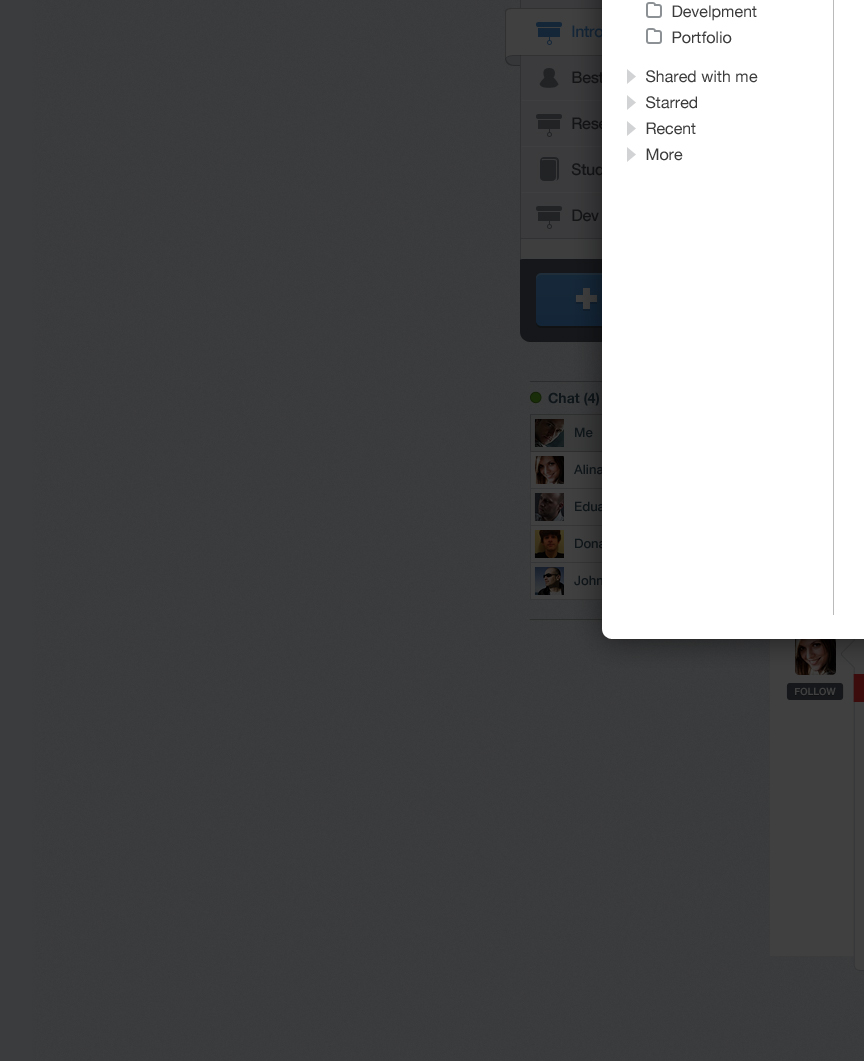 Develpment
Portfolio
Shared with me
Starred
Recent
More
Intro
Best
Rese
Stud
Dev
Chat (4)
Me
Alina
Edua
Dona
John
FOLLOW